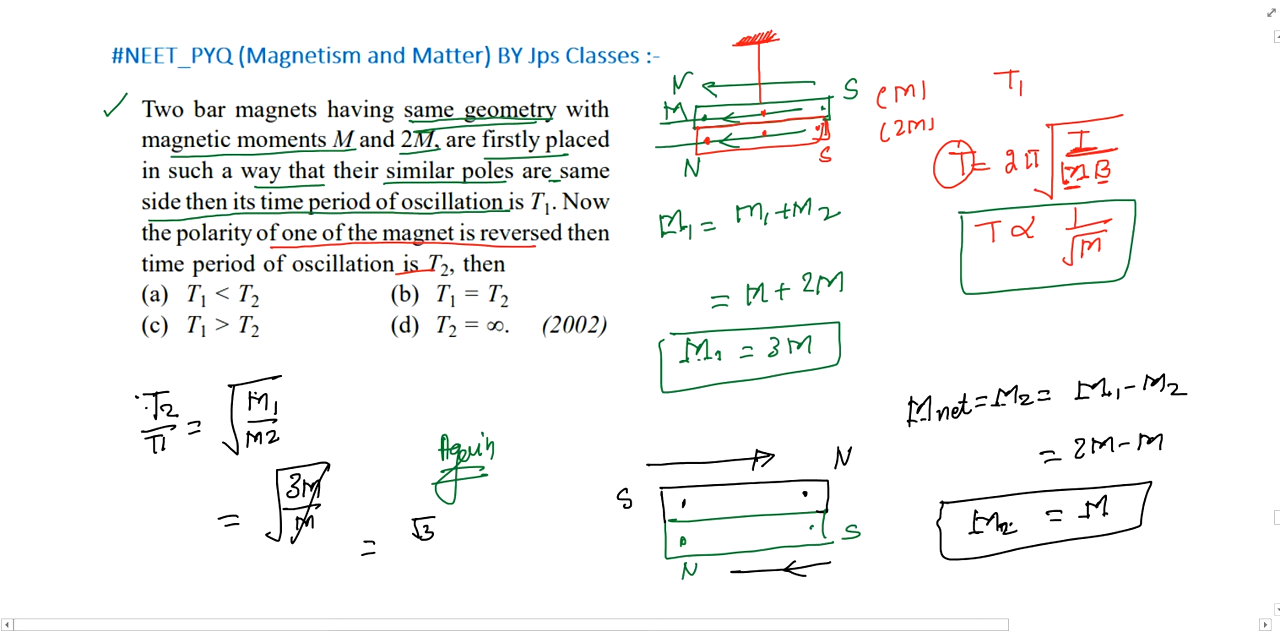 #NEET_PYQ (Magnetism and Matter) BY Jps Classes :-
Two bar magnets having same geometry with
magnetic moments M and 2M, are firstly placed
in such a way that their similar poles are same
side then its time period of oscillation is T₁. Now
the polarity of one of the magnet is reversed then
time period of oscillation is T₂, then
(a) T₁ < T₂ (b) T₁ = T₂
(c) T₁ > T₂ (d) T₂ = ∞. (2002)
N S (M) T₁
M (2M)
N S
T = 2π √(I/MB)
T ∝ 1/√M
M₁ = M₁ + M₂
= M + 2M
M₁ = 3M
T₂/T₁ = √(M₁/M2)
= √(3M/M) = √3
Again
N
S
S
N
Mnet = M₂ = M₁ - M₂
= 2M - M
M₂ = M